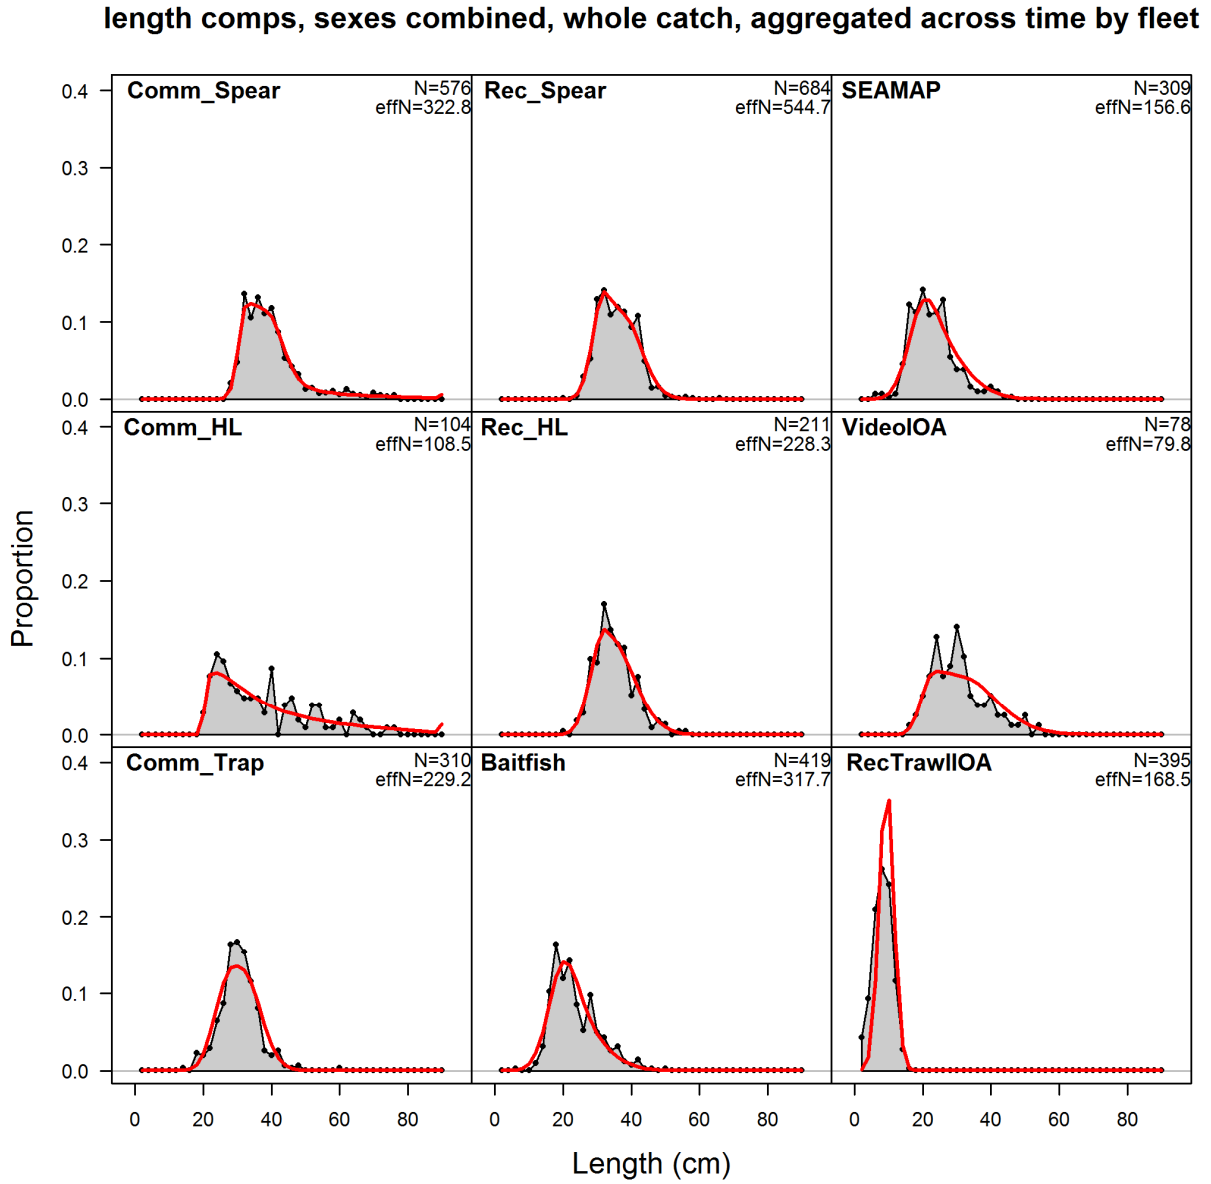 length comps, sexes combined, whole catch, aggregated across time by fleet
Comm_Spear
N=576
effN=322.8
Rec_Spear
N=684
effN=544.7
SEAMAP
N=309
effN=156.6
0.4
0.3
0.2
0.1
0.0
Comm_HL
N=104
effN=108.5
Rec_HL
N=211
effN=228.3
VideoIOA
N=78
effN=79.8
0.4
0.3
0.2
0.1
0.0
Comm_Trap
N=310
effN=229.2
Baitfish
N=419
effN=317.7
RecTrawlIOA
N=395
effN=168.5
0.4
0.3
0.2
0.1
0.0
0 20 40 60 80
0 20 40 60 80
0 20 40 60 80
Proportion
Length (cm)